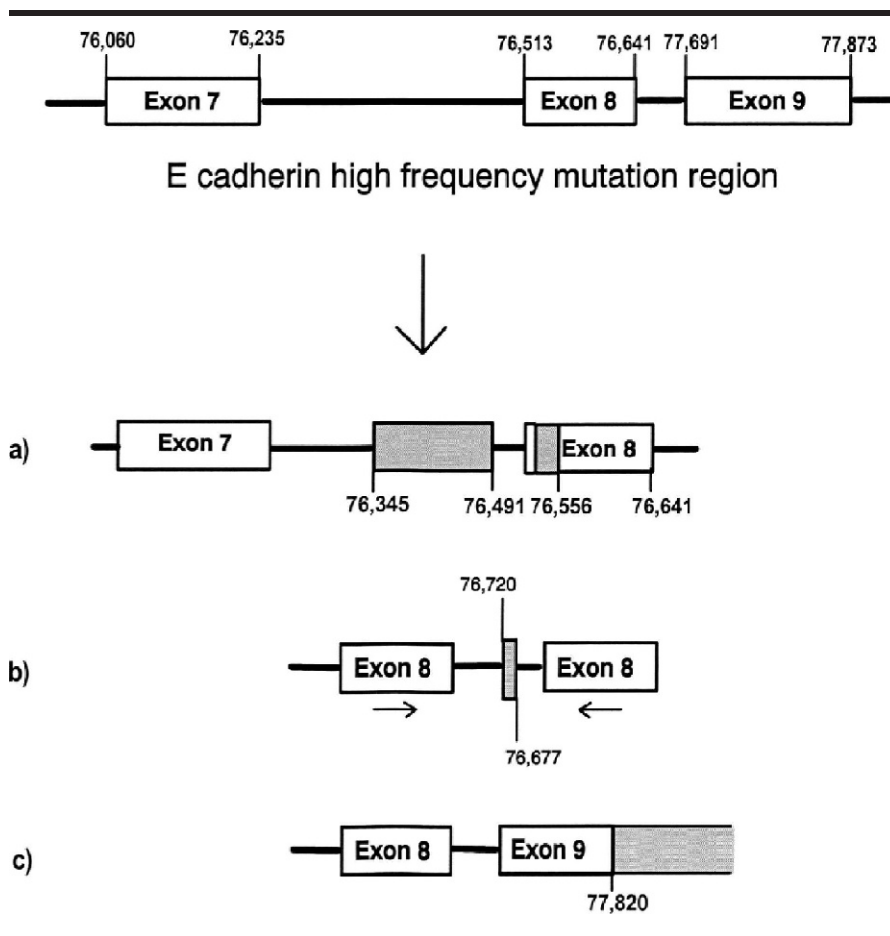 76,060 76,235 76,513 76,641 77,691 77,873
Exon 7 Exon 8 Exon 9
E cadherin high frequency mutation region
a) Exon 7 Exon 8
76,345 76,491 76,556 76,641
76,720
b) Exon 8 Exon 8
76,677
c) Exon 8 Exon 9
77,820